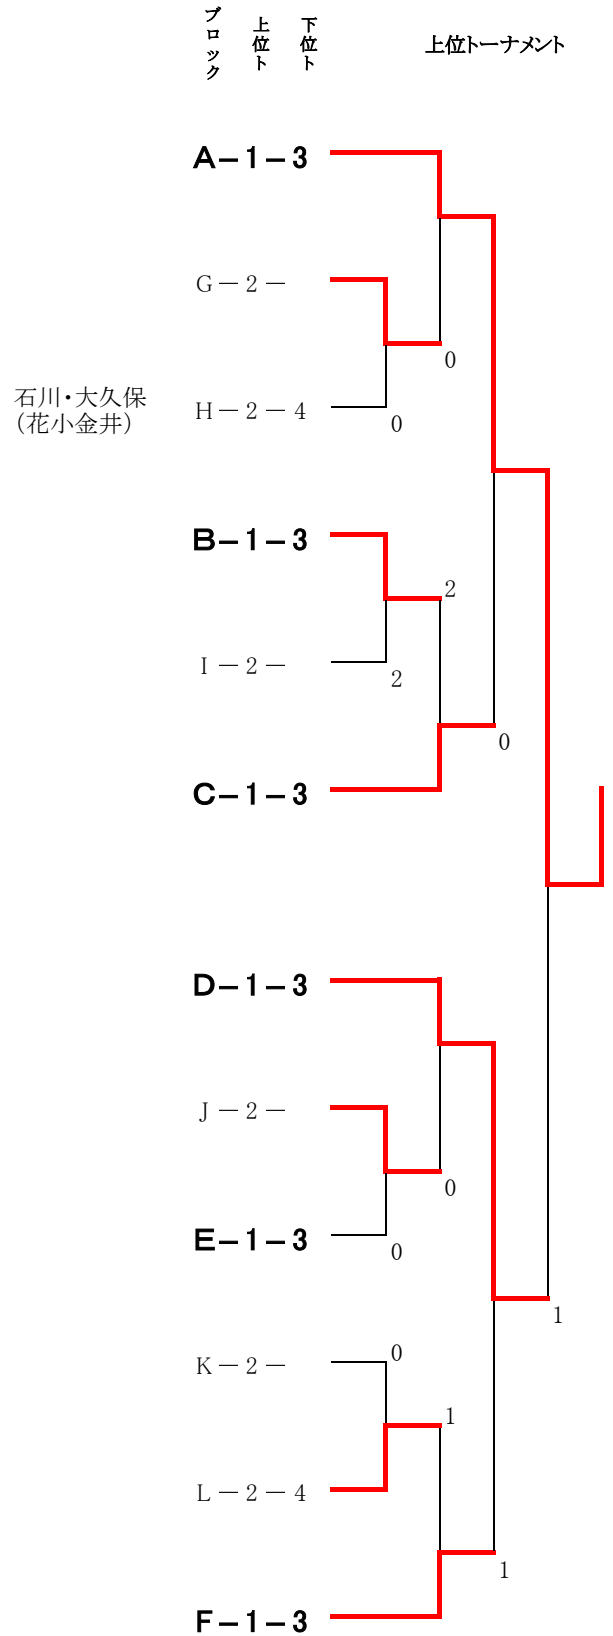 ブロック
上位ト
下位ト
上位トーナメント
A－1－3
G－2－
0
石川・大久保
（花小金井）
H－2－4
0
B－1－3
2
I－2－
2
0
C－1－3
D－1－3
J－2－
0
E－1－3
0
1
K－2－
0
1
L－2－4
1
F－1－3